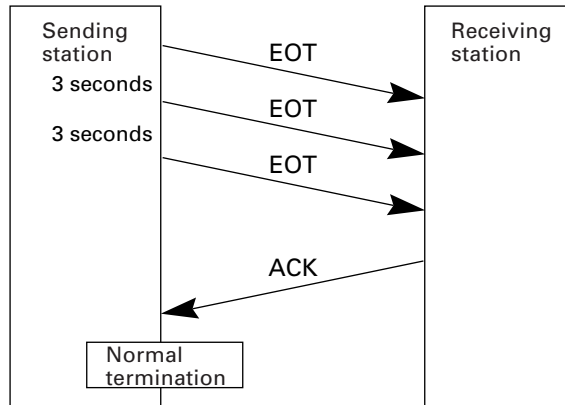 Sending
station
Receiving
station
EOT
3 seconds
EOT
3 seconds
EOT
ACK
Normal
termination